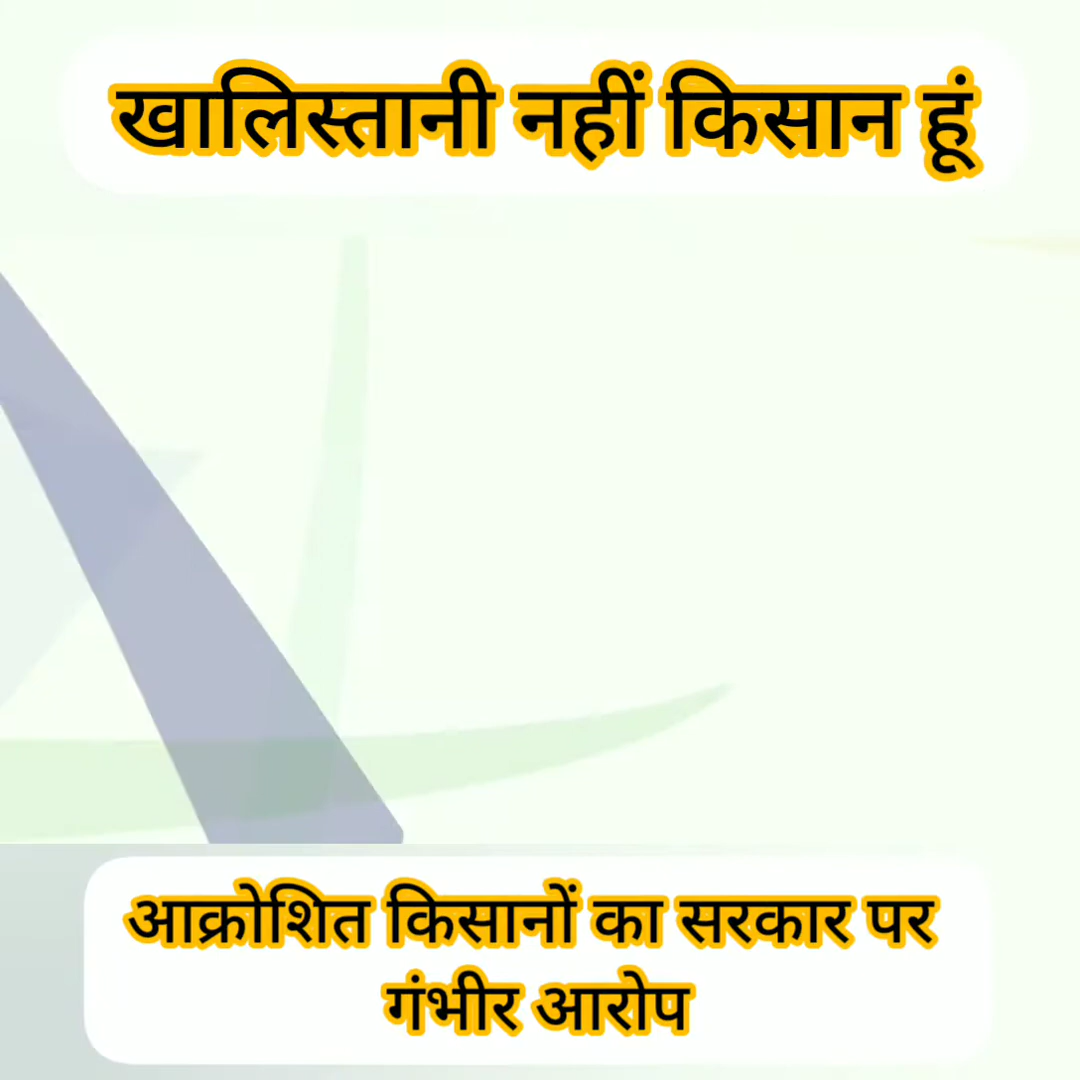 खालिस्तानी नहीं किसान हूं
आक्रोशित किसानों का सरकार पर
गंभीर आरोप